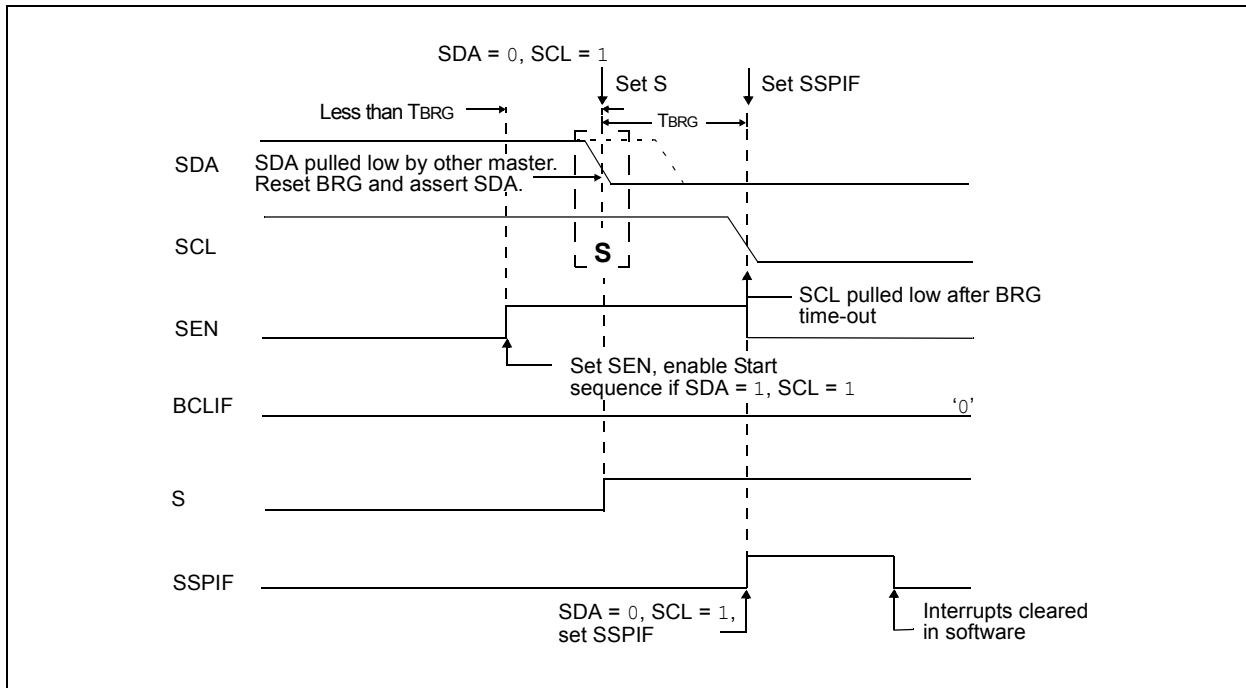 SDA = 0, SCL = 1
Set S
Set SSPIF
Less than TBRG
TBRG
SDA
SDA pulled low by other master.
Reset BRG and assert SDA.
SCL
S
SCL pulled low after BRG
time-out
SEN
Set SEN, enable Start
sequence if SDA = 1, SCL = 1
BCLIF
‘0’
S
SSPIF
SDA = 0, SCL = 1,
set SSPIF
Interrupts cleared
in software